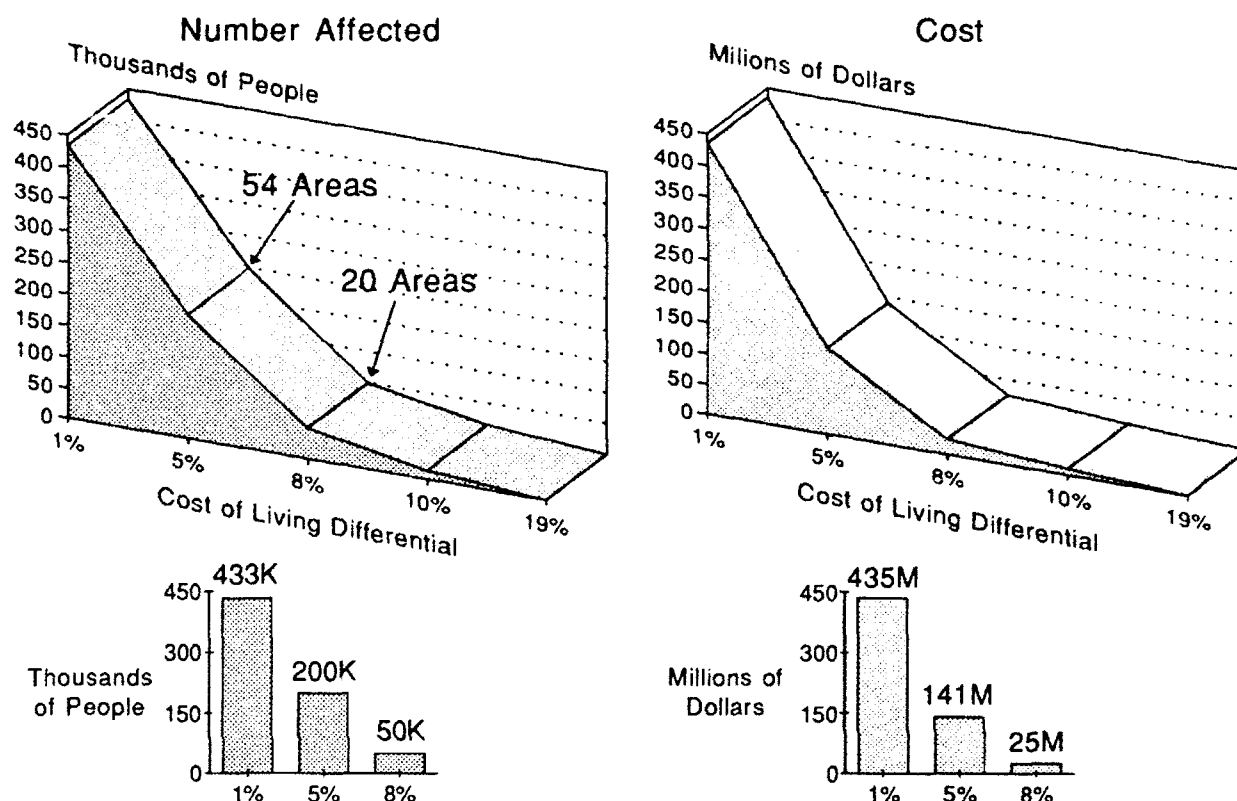 Number Affected
Thousands of People
450
400
350
300
250
200
150
100
50
0
54 Areas
20 Areas
1%
5%
8%
10%
19%
Cost of Living Differential
Cost
Milions of Dollars
450
400
350
300
250
200
150
100
50
0
1%
5%
8%
10%
19%
Cost of Living Differential
Thousands
of People
450
300
150
0
433K
200K
50K
1%
5%
8%
Millions of
Dollars
450
300
150
0
435M
141M
25M
1%
5%
8%